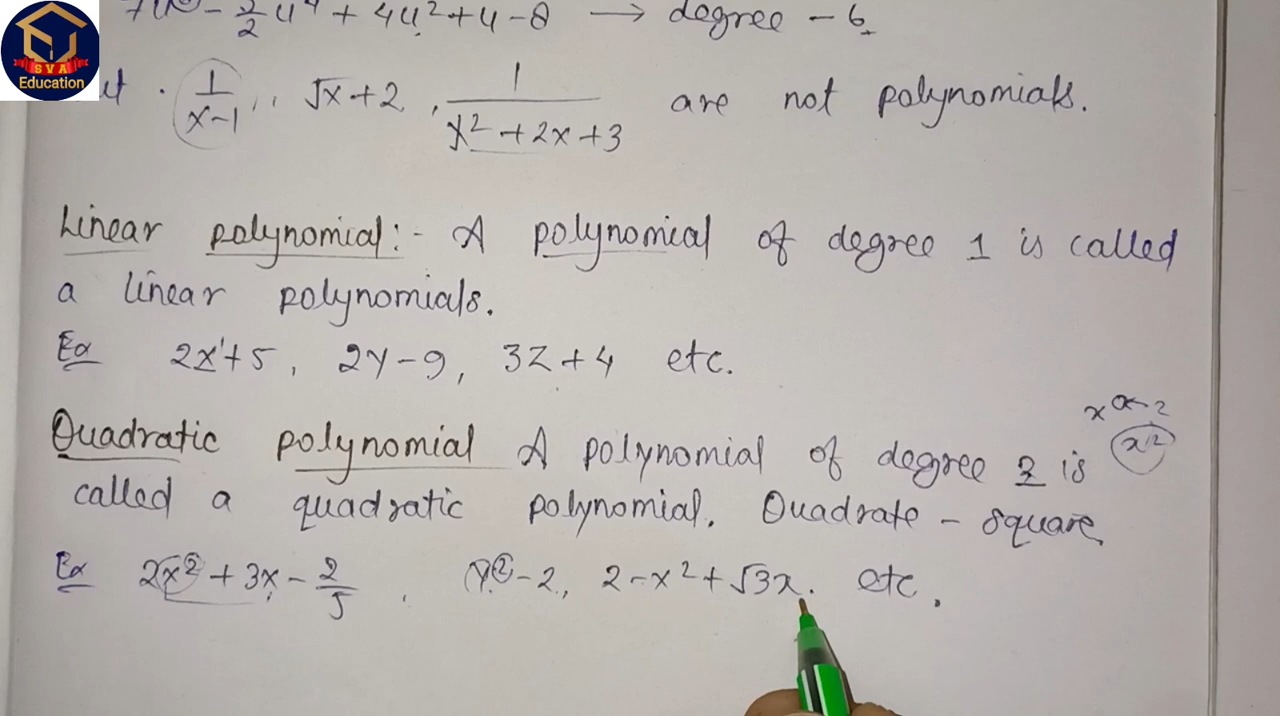 - 3/2 u⁴ + 4u² + u - 8 → degree - 6
SVA
Education
1/(x-1), √x + 2, 1/(x² + 2x + 3) are not polynomials.
Linear polynomial:- A polynomial of degree 1 is called
a linear polynomials.
Ex 2x¹+5, 2y-9, 3z+4 etc.
Quadratic polynomial A polynomial of degree 2 is
x²
called a quadratic polynomial. Quadrate - square
Ex 2x² + 3x - 2/5, y² - 2, 2 - x² + √3x. etc.